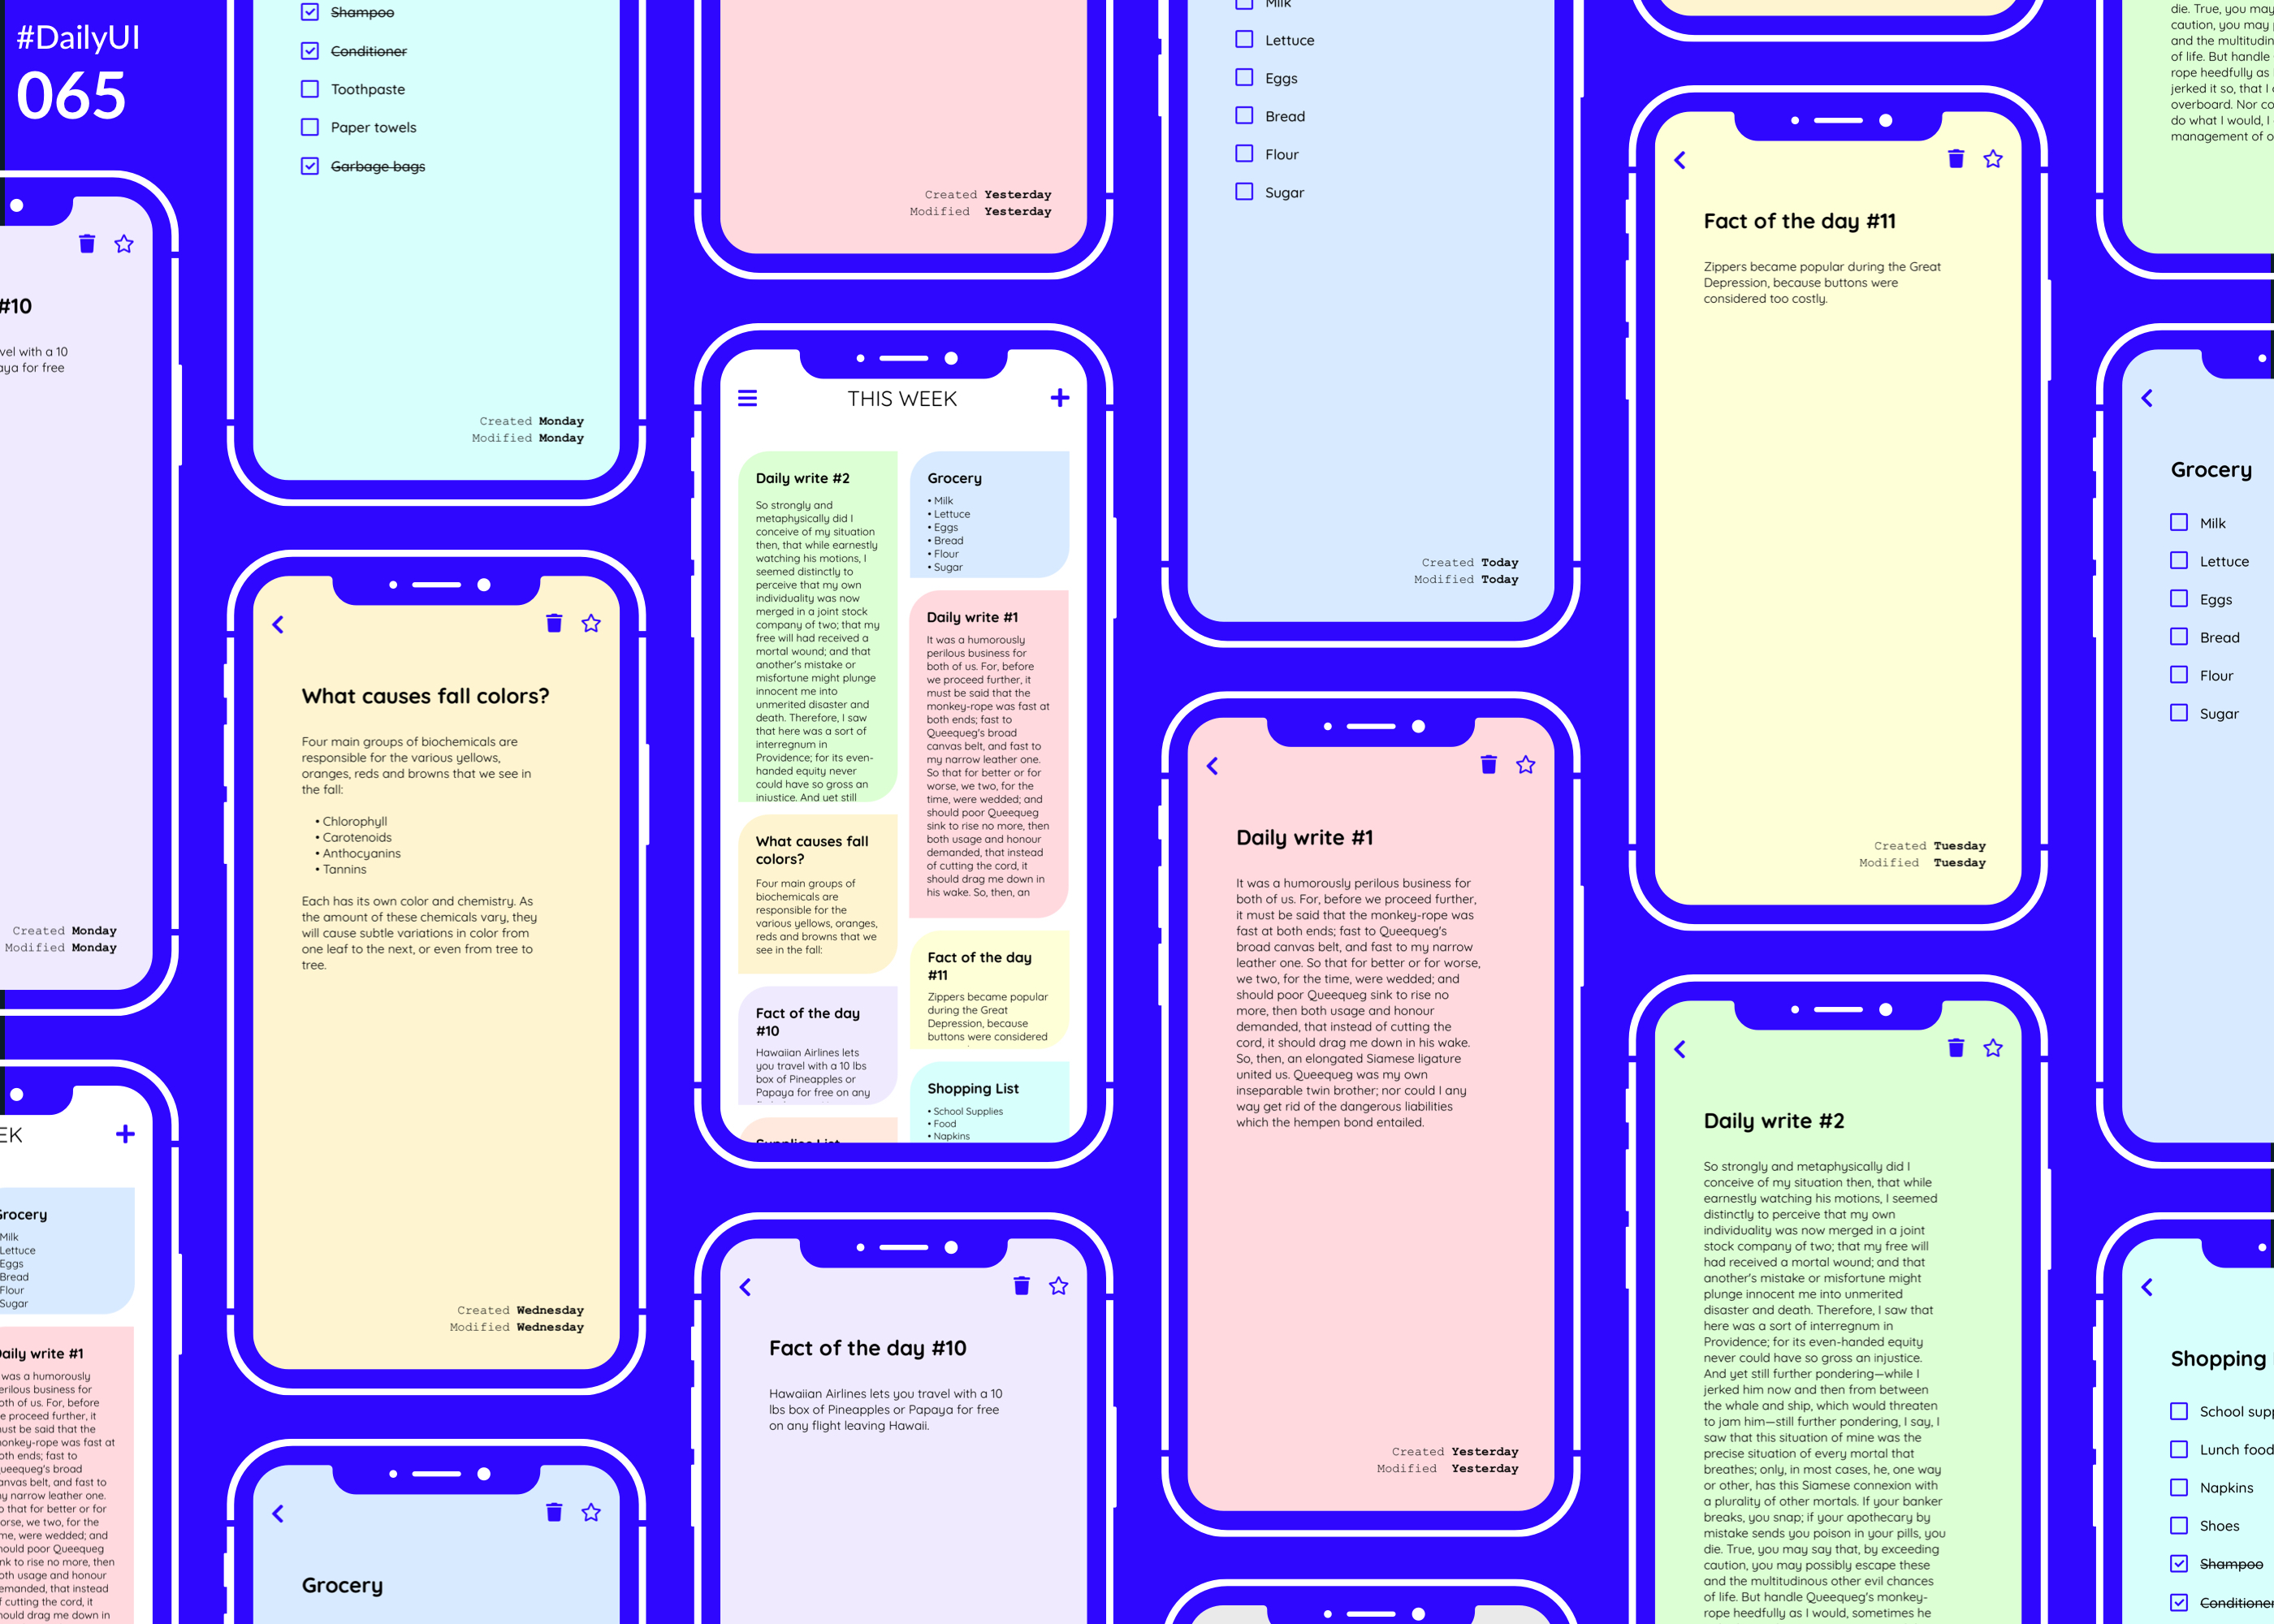 #DailyUI
065
#10
vel with a 10
aya for free
Created Monday
Modified Monday
EK
Grocery
Milk
Lettuce
Eggs
Bread
Flour
Sugar
Daily write #1
was a humorously
erilous business for
oth of us. For, before
e proceed further, it
ust be said that the
onkey-rope was fast at
oth ends; fast to
ueequeg's broad
anvas belt, and fast to
y narrow leather one.
o that for better or for
orse, we two, for the
me, were wedded; and
hould poor Queequeg
nk to rise no more, then
oth usage and honour
emanded, that instead
f cutting the cord, it
hould drag me down in
Shampoo
Conditioner
Toothpaste
Paper towels
Garbage bags
Created Monday
Modified Monday
What causes fall colors?
Four main groups of biochemicals are
responsible for the various yellows,
oranges, reds and browns that we see in
the fall:
• Chlorophyll
• Carotenoids
• Anthocyanins
• Tannins
Each has its own color and chemistry. As
the amount of these chemicals vary, they
will cause subtle variations in color from
one leaf to the next, or even from tree to
tree.
Created Wednesday
Modified Wednesday
Grocery
Created Yesterday
Modified Yesterday
THIS WEEK
Daily write #2
So strongly and
metaphysically did I
conceive of my situation
then, that while earnestly
watching his motions, I
seemed distinctly to
perceive that my own
individuality was now
merged in a joint stock
company of two; that my
free will had received a
mortal wound; and that
another's mistake or
misfortune might plunge
innocent me into
unmerited disaster and
death. Therefore, I saw
that here was a sort of
interregnum in
Providence; for its even-
handed equity never
could have so gross an
injustice. And yet still
What causes fall
colors?
Four main groups of
biochemicals are
responsible for the
various yellows, oranges,
reds and browns that we
see in the fall:
Fact of the day
#10
Hawaiian Airlines lets
you travel with a 10 lbs
box of Pineapples or
Papaya for free on any
Supplies List
Grocery
• Milk
• Lettuce
• Eggs
• Bread
• Flour
• Sugar
Daily write #1
It was a humorously
perilous business for
both of us. For, before
we proceed further, it
must be said that the
monkey-rope was fast at
both ends; fast to
Queequeg's broad
canvas belt, and fast to
my narrow leather one.
So that for better or for
worse, we two, for the
time, were wedded; and
should poor Queequeg
sink to rise no more, then
both usage and honour
demanded, that instead
of cutting the cord, it
should drag me down in
his wake. So, then, an
Fact of the day
#11
Zippers became popular
during the Great
Depression, because
buttons were considered
Shopping List
• School Supplies
• Food
• Napkins
Fact of the day #10
Hawaiian Airlines lets you travel with a 10
lbs box of Pineapples or Papaya for free
on any flight leaving Hawaii.
Milk
Lettuce
Eggs
Bread
Flour
Sugar
Created Today
Modified Today
Daily write #1
It was a humorously perilous business for
both of us. For, before we proceed further,
it must be said that the monkey-rope was
fast at both ends; fast to Queequeg's
broad canvas belt, and fast to my narrow
leather one. So that for better or for worse,
we two, for the time, were wedded; and
should poor Queequeg sink to rise no
more, then both usage and honour
demanded, that instead of cutting the
cord, it should drag me down in his wake.
So, then, an elongated Siamese ligature
united us. Queequeg was my own
inseparable twin brother; nor could I any
way get rid of the dangerous liabilities
which the hempen bond entailed.
Created Yesterday
Modified Yesterday
Fact of the day #11
Zippers became popular during the Great
Depression, because buttons were
considered too costly.
Created Tuesday
Modified Tuesday
Daily write #2
So strongly and metaphysically did I
conceive of my situation then, that while
earnestly watching his motions, I seemed
distinctly to perceive that my own
individuality was now merged in a joint
stock company of two; that my free will
had received a mortal wound; and that
another's mistake or misfortune might
plunge innocent me into unmerited
disaster and death. Therefore, I saw that
here was a sort of interregnum in
Providence; for its even-handed equity
never could have so gross an injustice.
And yet still further pondering—while I
jerked him now and then from between
the whale and ship, which would threaten
to jam him—still further pondering, I say, I
saw that this situation of mine was the
precise situation of every mortal that
breathes; only, in most cases, he, one way
or other, has this Siamese connexion with
a plurality of other mortals. If your banker
breaks, you snap; if your apothecary by
mistake sends you poison in your pills, you
die. True, you may say that, by exceeding
caution, you may possibly escape these
and the multitudinous other evil chances
of life. But handle Queequeg's monkey-
rope heedfully as I would, sometimes he
die. True, you may
caution, you may
and the multitudin
of life. But handle
rope heedfully as
jerked it so, that I
overboard. Nor co
do what I would, I
management of o
Grocery
Milk
Lettuce
Eggs
Bread
Flour
Sugar
Shopping
School supp
Lunch food
Napkins
Shoes
Shampoo
Conditioner